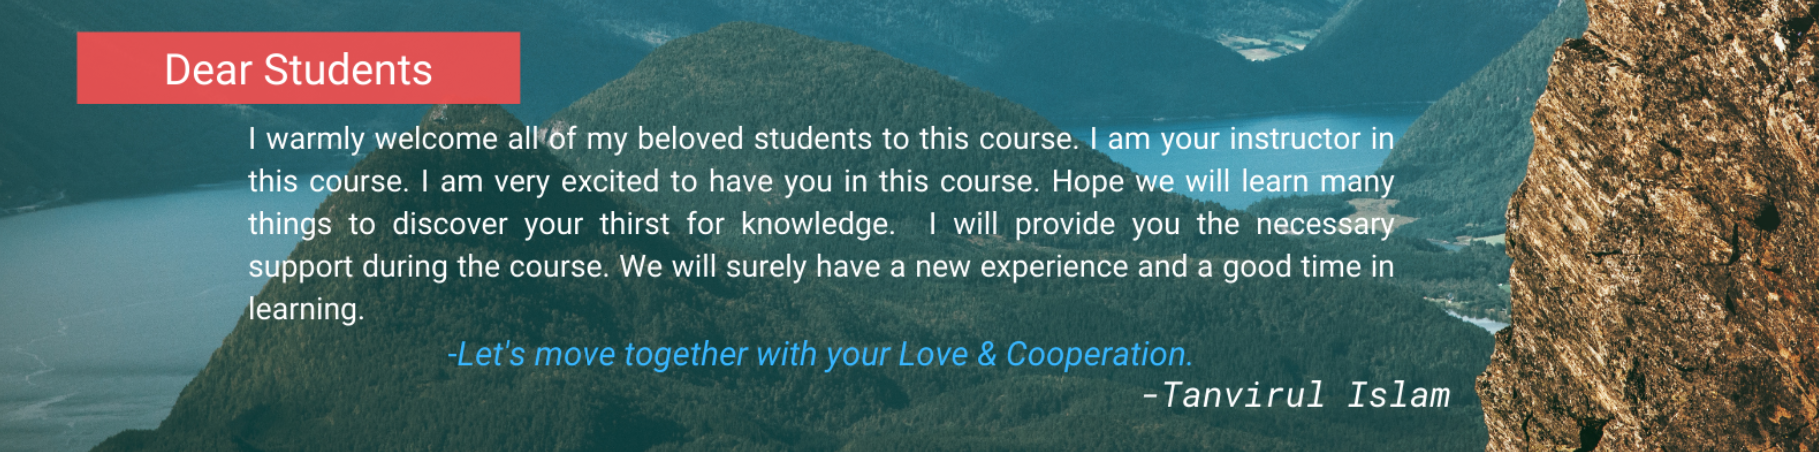 Dear Students
I warmly welcome all of my beloved students to this course. I am your instructor in
this course. I am very excited to have you in this course. Hope we will learn many
things to discover your thirst for knowledge. I will provide you the necessary
support during the course. We will surely have a new experience and a good time in
learning.
-Let's move together with your Love & Cooperation.
-Tanvirul Islam